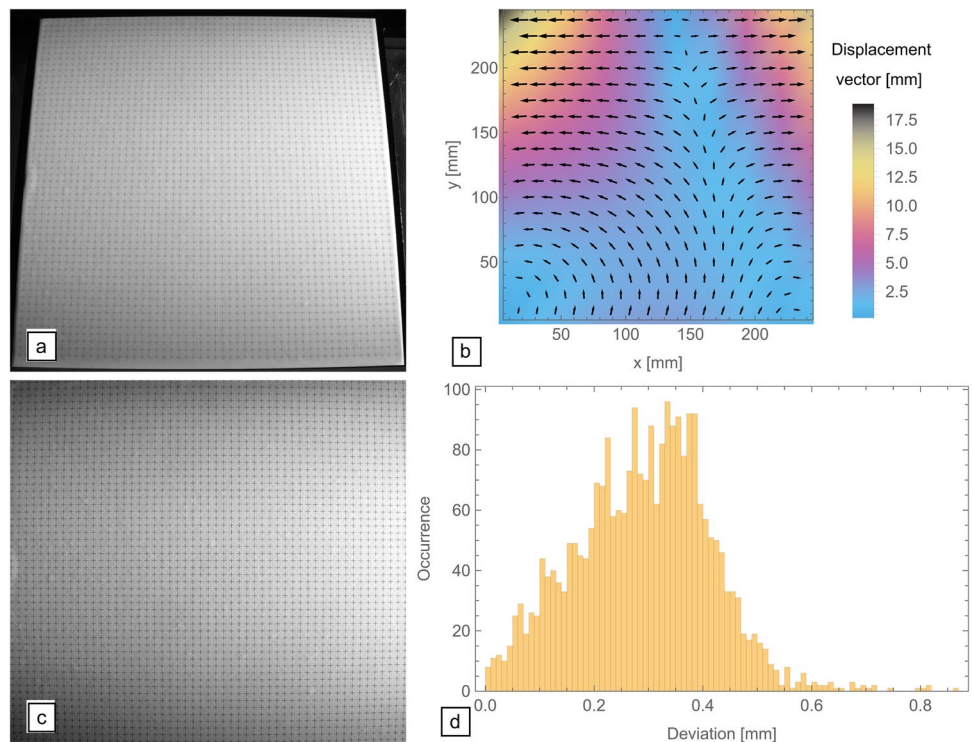 a
200
150
100
50
y [mm]
50
100
150
200
x [mm]
b
Displacement
vector [mm]
17.5
15.0
12.5
10.0
7.5
5.0
2.5
c
100
80
60
40
20
0
Occurrence
0.0
0.2
0.4
0.6
0.8
Deviation [mm]
d